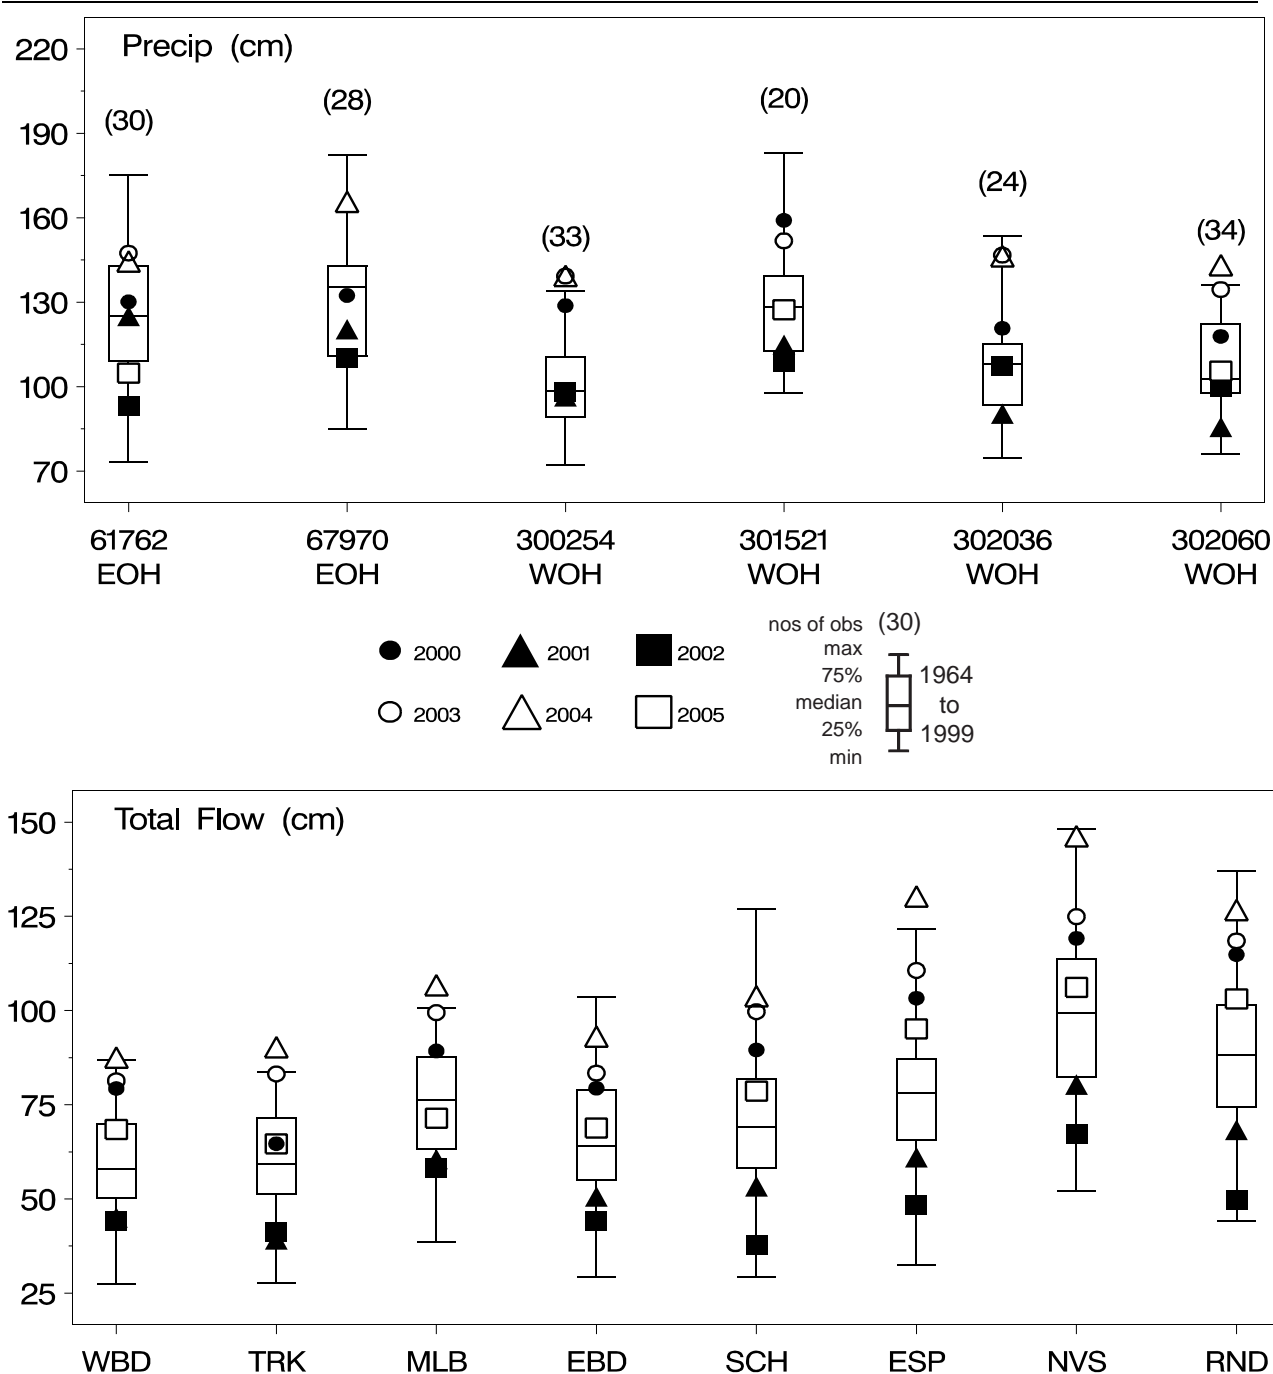 Precip (cm)
220
190
160
130
100
70
(30)
(28)
(33)
(20)
(24)
(34)
61762 67970 300254 301521 302036 302060
EOH EOH WOH WOH WOH WOH
nos of obs (30)
max
75% 1964
median to
25% 1999
min
2000 2001 2002
2003 2004 2005
Total Flow (cm)
150
125
100
75
50
25
WBD TRK MLB EBD SCH ESP NVS RND